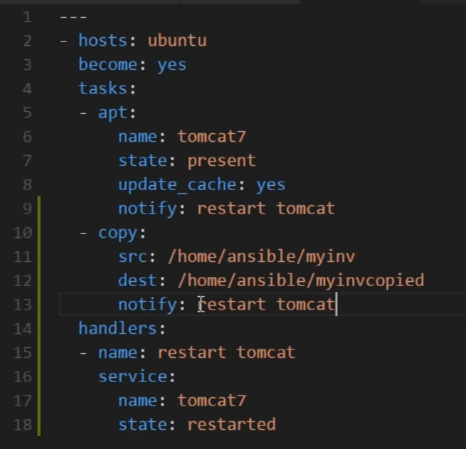 1 ---
2 - hosts: ubuntu
3   become: yes
4   tasks:
5   - apt:
6       name: tomcat7
7       state: present
8       update_cache: yes
9       notify: restart tomcat
10   - copy:
11       src: /home/ansible/myinv
12       dest: /home/ansible/myinvcopied
13       notify: restart tomcat
14   handlers:
15   - name: restart tomcat
16     service:
17       name: tomcat7
18       state: restarted